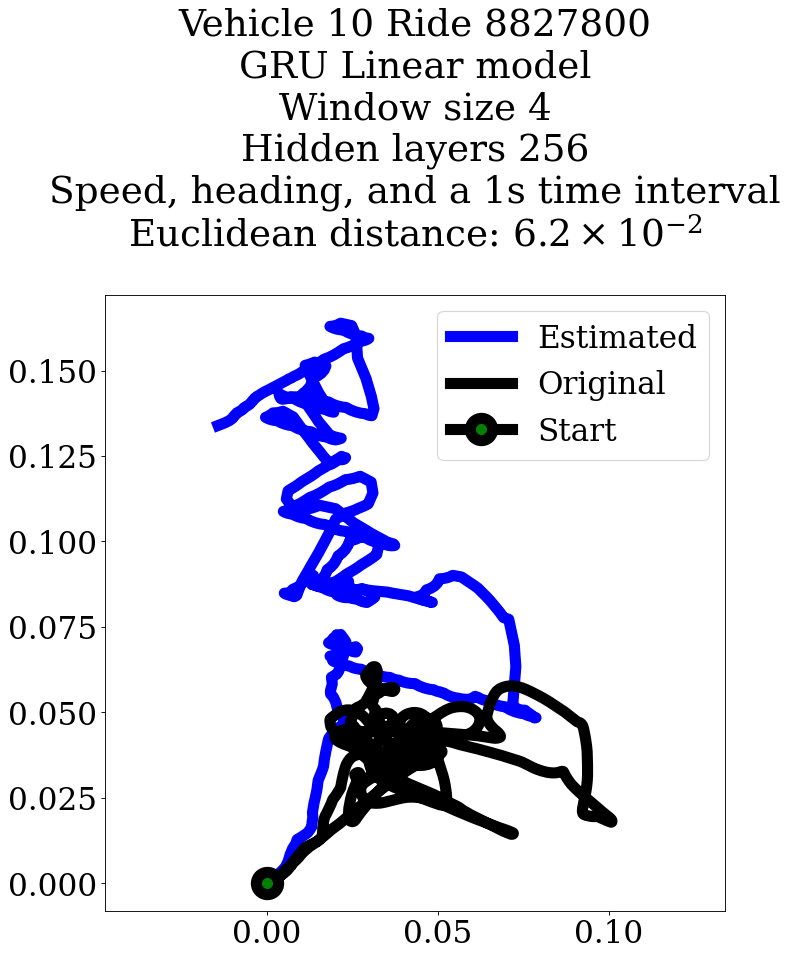 Vehicle 10 Ride 8827800
GRU Linear model
Window size 4
Hidden layers 256
Speed, heading, and a 1s time interval
Euclidean distance: 6.2 × 10⁻²
Estimated
Original
Start
0.150
0.125
0.100
0.075
0.050
0.025
0.000
0.00 0.05 0.10